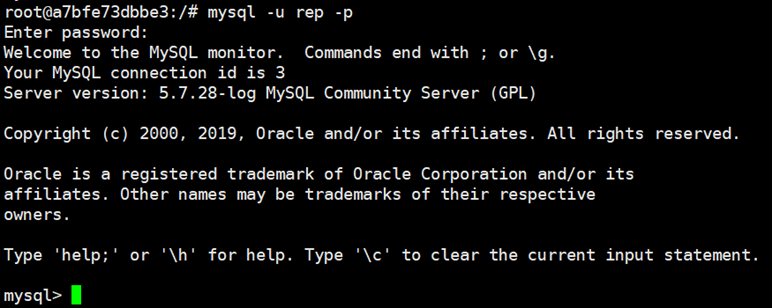 root@a7bfe73dbbe3:/# mysql -u rep -p
Enter password:
Welcome to the MySQL monitor.  Commands end with ; or \g.
Your MySQL connection id is 3
Server version: 5.7.28-log MySQL Community Server (GPL)
Copyright (c) 2000, 2019, Oracle and/or its affiliates. All rights reserved.
Oracle is a registered trademark of Oracle Corporation and/or its
affiliates. Other names may be trademarks of their respective
owners.
Type 'help;' or '\h' for help. Type '\c' to clear the current input statement.
mysql>